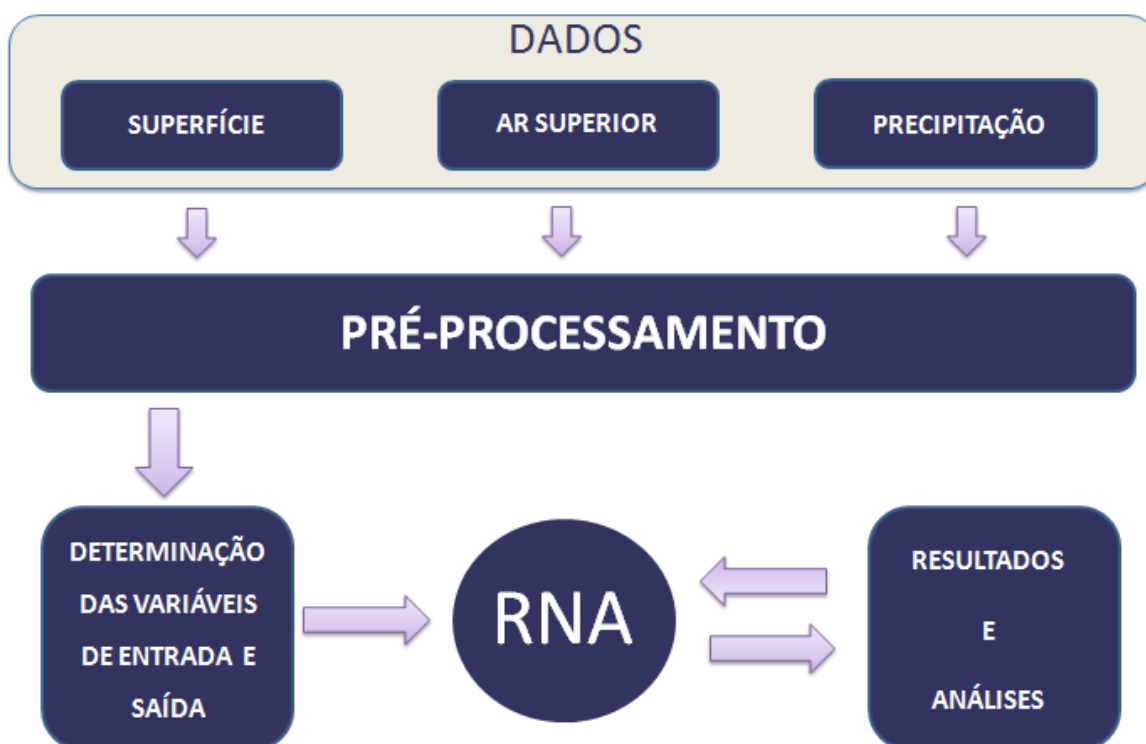 DADOS
SUPERFÍCIE
AR SUPERIOR
PRECIPITAÇÃO
PRÉ-PROCESSAMENTO
DETERMINAÇÃO
DAS VARIÁVEIS
DE ENTRADA E
SAÍDA
RNA
RESULTADOS
E
ANÁLISES